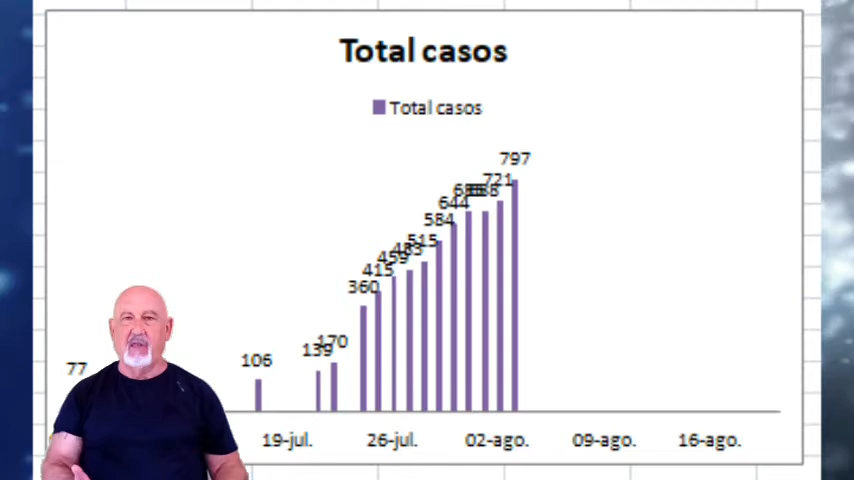 Total casos
Total casos
797
721
644
584
515
459
415
360
170
139
106
77
19-jul.
26-jul.
02-ago.
09-ago.
16-ago.